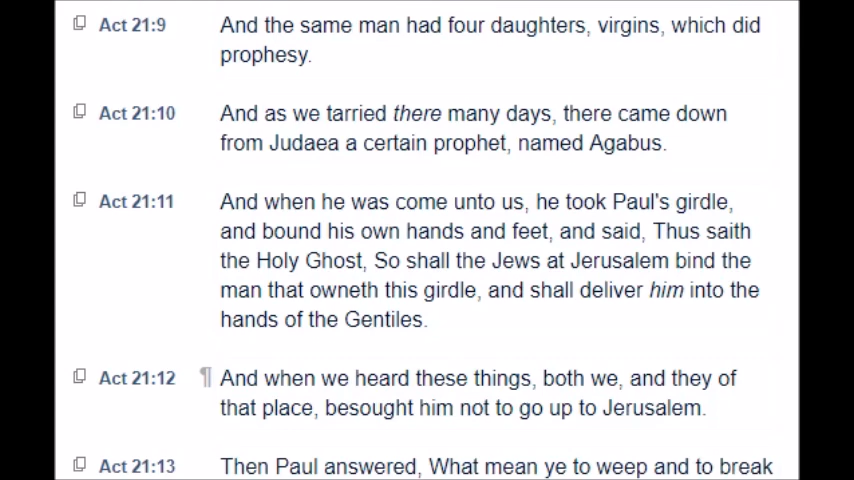 Act 21:9 And the same man had four daughters, virgins, which did
prophesy.
Act 21:10 And as we tarried there many days, there came down
from Judaea a certain prophet, named Agabus.
Act 21:11 And when he was come unto us, he took Paul's girdle,
and bound his own hands and feet, and said, Thus saith
the Holy Ghost, So shall the Jews at Jerusalem bind the
man that owneth this girdle, and shall deliver him into the
hands of the Gentiles.
Act 21:12 ¶ And when we heard these things, both we, and they of
that place, besought him not to go up to Jerusalem.
Act 21:13 Then Paul answered, What mean ye to weep and to break